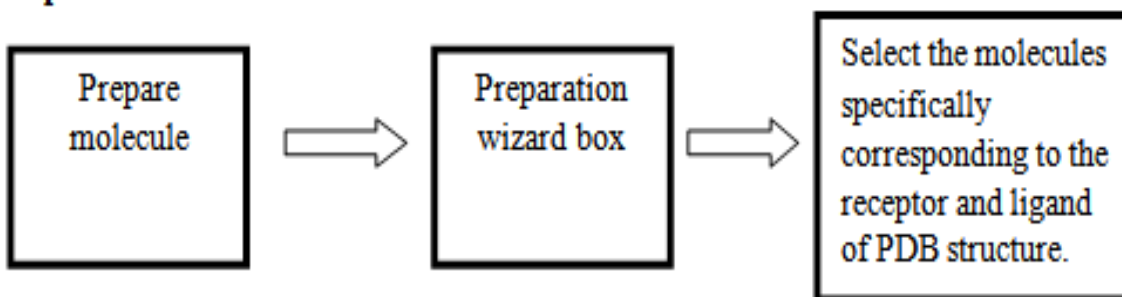 Prepare
molecule
Preparation
wizard box
Select the molecules
specifically
corresponding to the
receptor and ligand
of PDB structure.